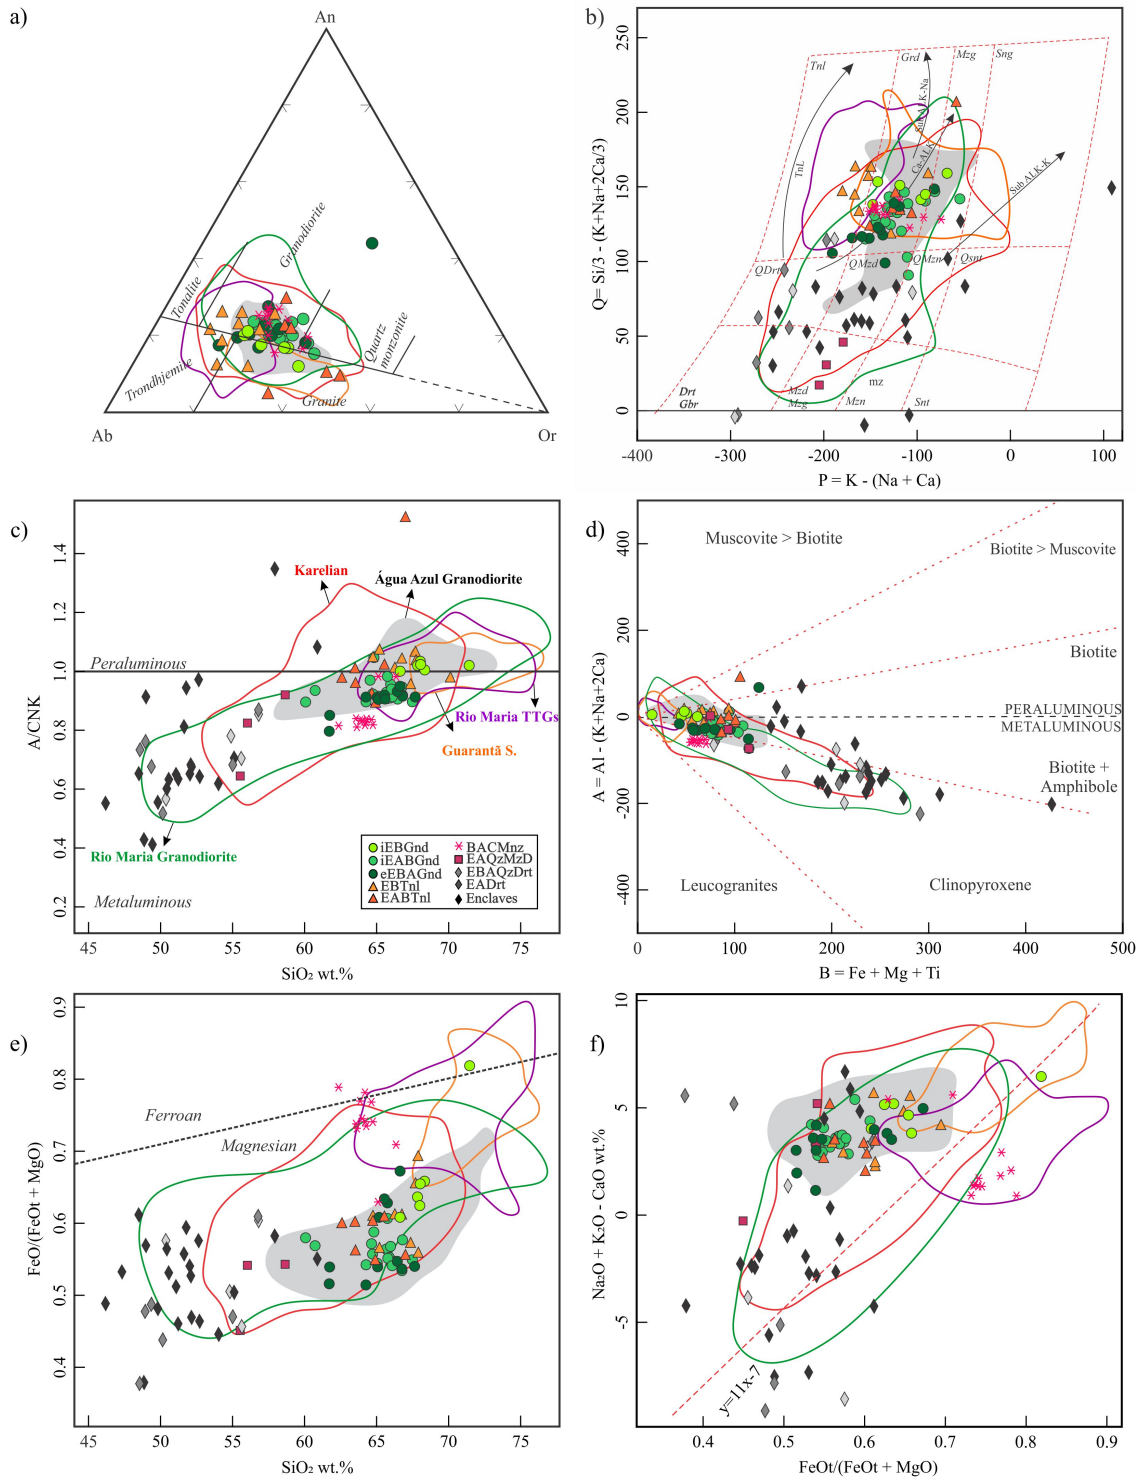 a)
An
Ab
Or
Tonalite
Granodiorite
Trondhjemite
Granite
Quartz
monzonite
b)
Q= Si/3 - (K+Na+2Ca/3)
250
200
150
100
50
0
-400
-300
-200
-100
0
100
P = K - (Na + Ca)
Tnl
Grd
Mzg
Sng
TnL
Sub ALK-Na
Ca-ALK
Sub ALK-K
QDrt
QMzd
QMzn
Qsnt
Drt
Gbr
Mzd
Mzg
Mzn
mz
Snt
c)
A/CNK
1.4
1.2
1.0
0.8
0.6
0.4
0.2
45
50
55
60
65
70
75
SiO₂ wt.%
Karelian
Água Azul Granodiorite
Peraluminous
Rio Maria TTGs
Guarantã S.
Rio Maria Granodiorite
Metaluminous
iEBGnd
iEABGnd
eEBAGnd
EBTnl
EABTnl
BACMnz
EAQzMzD
EBAQzDrt
EADrt
Enclaves
d)
A = Al - (K+Na+2Ca)
400
200
0
-200
-400
0
100
200
300
400
500
B = Fe + Mg + Ti
Muscovite > Biotite
Biotite > Muscovite
Biotite
PERALUMINOUS
METALUMINOUS
Biotite +
Amphibole
Leucogranites
Clinopyroxene
e)
FeO/(FeOt + MgO)
0.9
0.8
0.7
0.6
0.5
0.4
45
50
55
60
65
70
75
SiO₂ wt.%
Ferroan
Magnesian
f)
Na₂O + K₂O - CaO wt.%
10
5
0
-5
0.4
0.5
0.6
0.7
0.8
0.9
FeOt/(FeOt + MgO)
y=11x-7